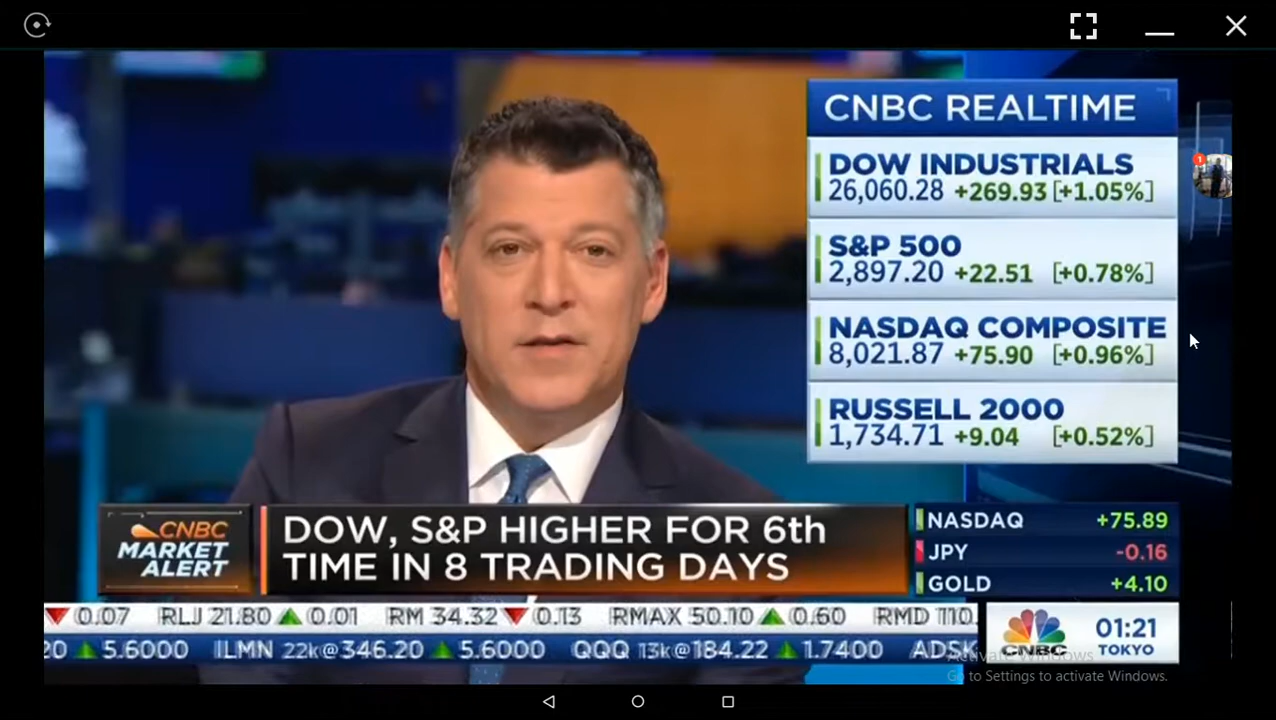 CNBC REALTIME
DOW INDUSTRIALS
26,060.28 +269.93 [+1.05%]
S&P 500
2,897.20 +22.51 [+0.78%]
NASDAQ COMPOSITE
8,021.87 +75.90 [+0.96%]
RUSSELL 2000
1,734.71 +9.04 [+0.52%]
1
CNBC
MARKET
ALERT
DOW, S&P HIGHER FOR 6th
TIME IN 8 TRADING DAYS
NASDAQ +75.89
JPY -0.16
GOLD +4.10
▼ 0.07 RLJ 21.80 ▲ 0.01 RM 34.32 ▼ 0.13 RMAX 50.10 ▲ 0.60 RMD 110.
20 ▲ 5.6000 ILMN 22k@346.20 ▲ 5.6000 QQQ 13k@184.22 ▲ 1.7400 ADSK
CNBC
01:21
TOKYO
Activate Windows
Go to Settings to activate Windows.